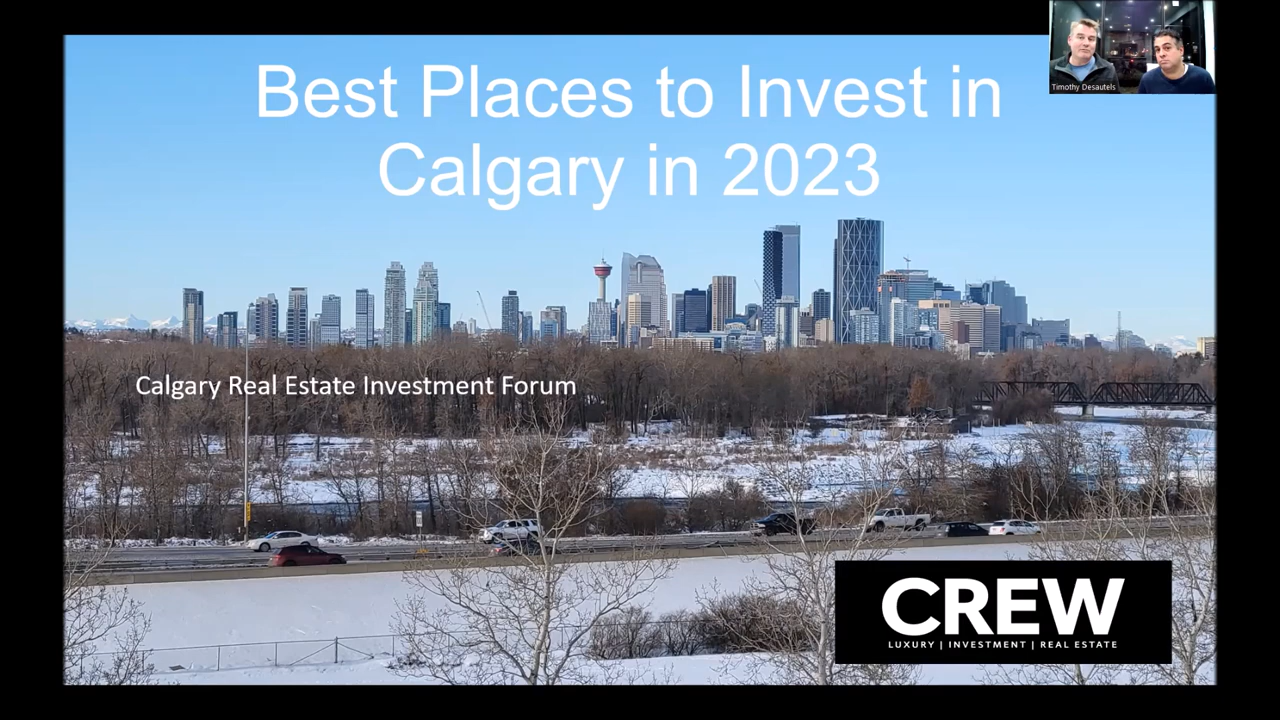 Best Places to Invest in
Calgary in 2023
Timothy Desautels
Calgary Real Estate Investment Forum
CREW
LUXURY | INVESTMENT | REAL ESTATE